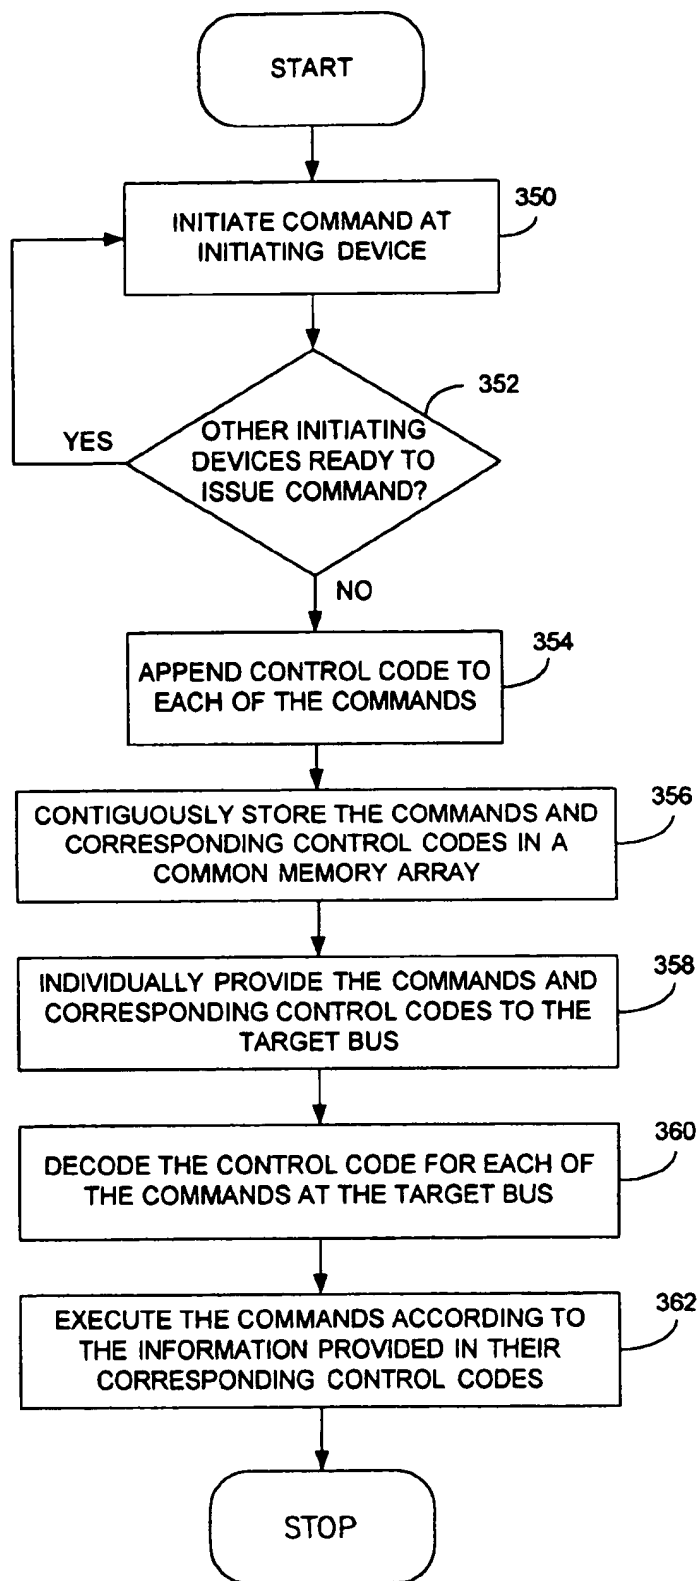 START
350
INITIATE COMMAND AT
INITIATING DEVICE
352
YES
OTHER INITIATING
DEVICES READY TO
ISSUE COMMAND?
NO
354
APPEND CONTROL CODE TO
EACH OF THE COMMANDS
356
CONTIGUOUSLY STORE THE COMMANDS AND
CORRESPONDING CONTROL CODES IN A
COMMON MEMORY ARRAY
358
INDIVIDUALLY PROVIDE THE COMMANDS AND
CORRESPONDING CONTROL CODES TO THE
TARGET BUS
360
DECODE THE CONTROL CODE FOR EACH OF
THE COMMANDS AT THE TARGET BUS
362
EXECUTE THE COMMANDS ACCORDING TO
THE INFORMATION PROVIDED IN THEIR
CORRESPONDING CONTROL CODES
STOP